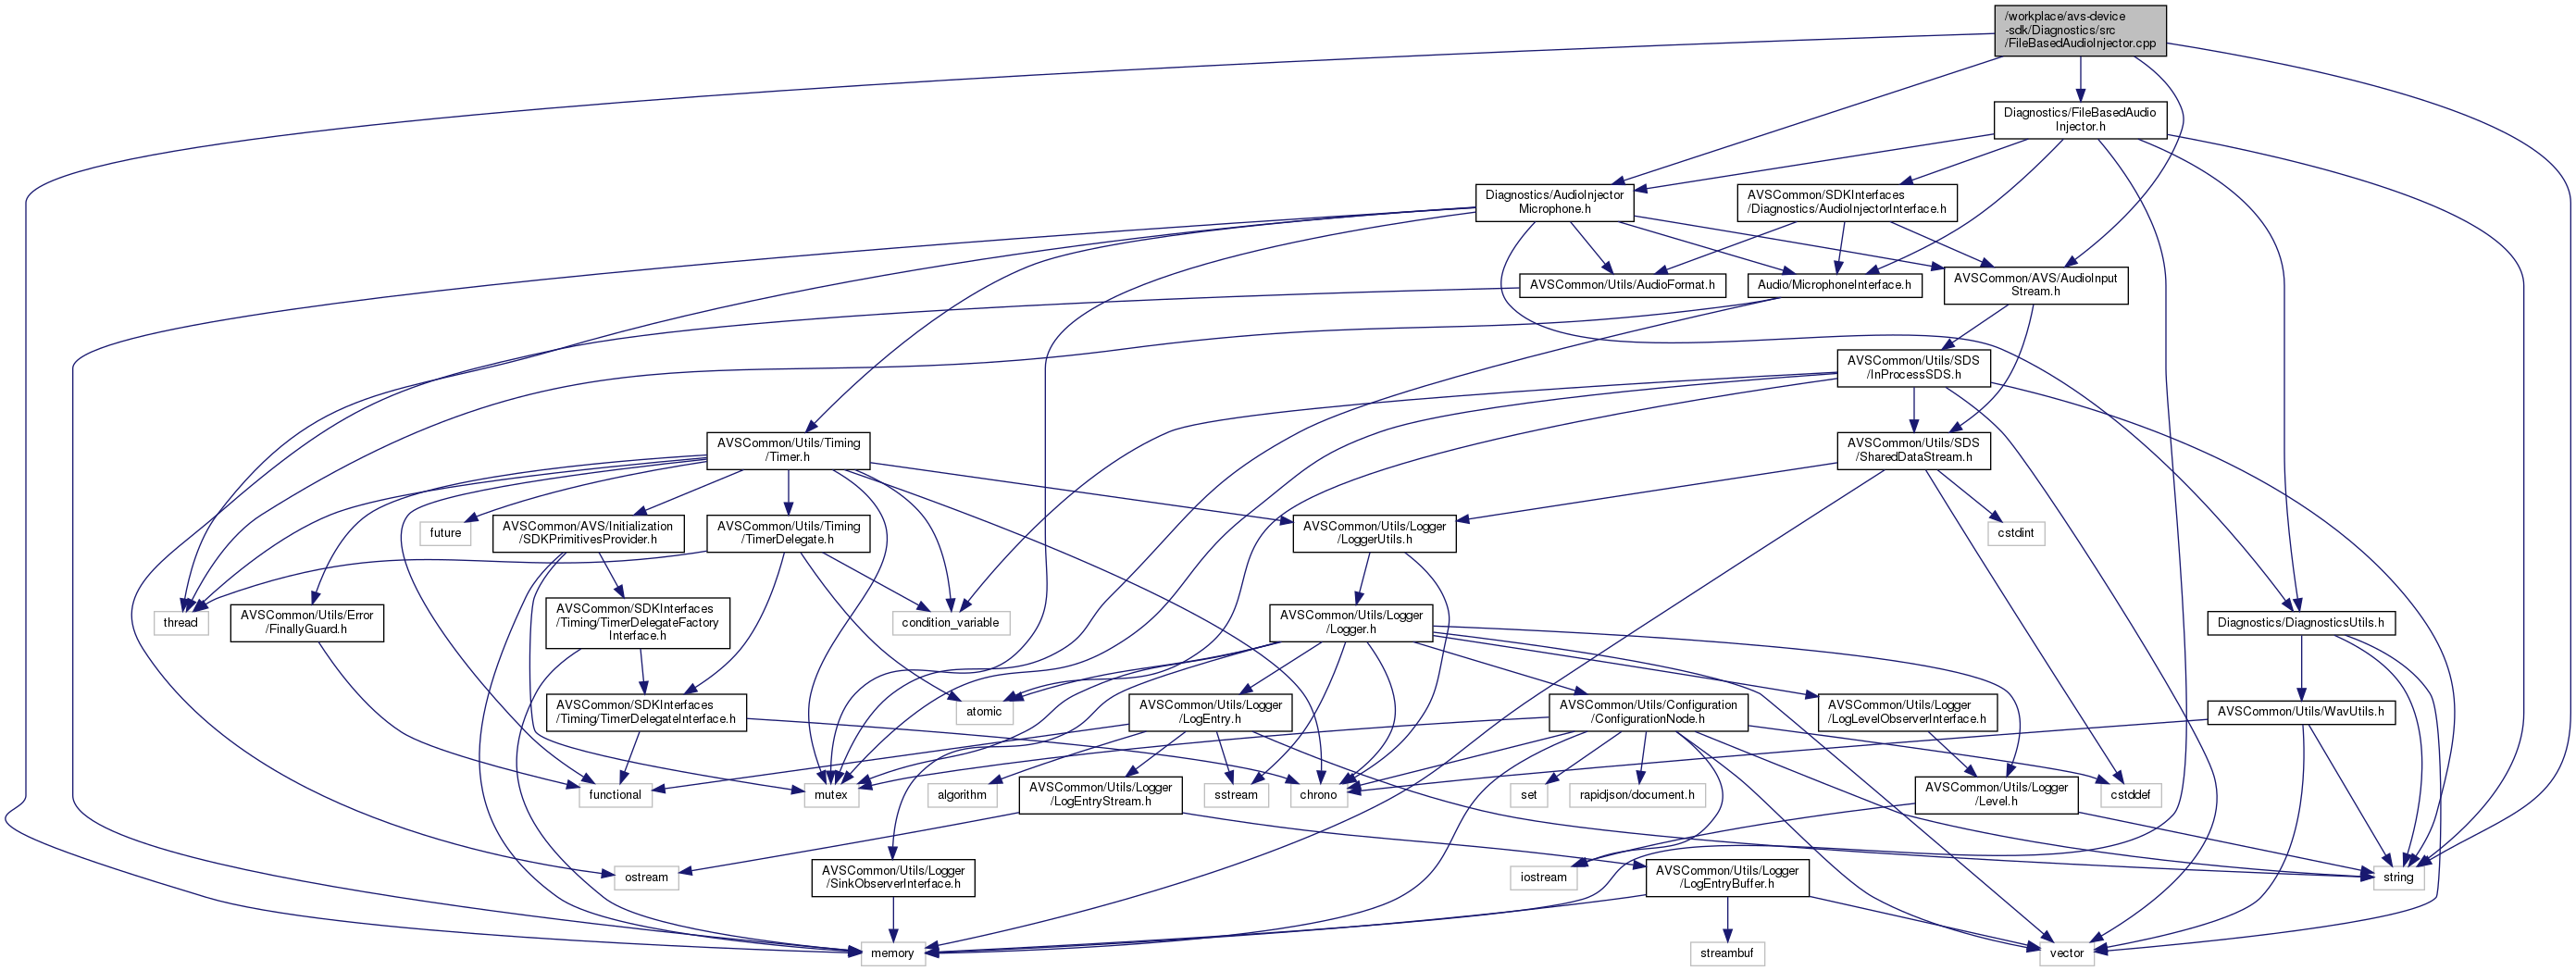 /workplace/avs-device
-sdk/Diagnostics/src
/FileBasedAudioInjector.cpp
Diagnostics/FileBasedAudio
Injector.h
Diagnostics/AudioInjector
Microphone.h
AVSCommon/SDKInterfaces
/Diagnostics/AudioInjectorInterface.h
AVSCommon/Utils/AudioFormat.h
Audio/MicrophoneInterface.h
AVSCommon/AVS/AudioInput
Stream.h
AVSCommon/Utils/SDS
/InProcessSDS.h
AVSCommon/Utils/Timing
/Timer.h
AVSCommon/Utils/SDS
/SharedDataStream.h
future
AVSCommon/AVS/Initialization
/SDKPrimitivesProvider.h
AVSCommon/Utils/Timing
/TimerDelegate.h
AVSCommon/Utils/Logger
/LoggerUtils.h
cstdint
thread
AVSCommon/Utils/Error
/FinallyGuard.h
AVSCommon/SDKInterfaces
/Timing/TimerDelegateFactory
Interface.h
condition_variable
AVSCommon/Utils/Logger
/Logger.h
Diagnostics/DiagnosticsUtils.h
AVSCommon/SDKInterfaces
/Timing/TimerDelegateInterface.h
atomic
AVSCommon/Utils/Logger
/LogEntry.h
AVSCommon/Utils/Configuration
/ConfigurationNode.h
AVSCommon/Utils/Logger
/LogLevelObserverInterface.h
AVSCommon/Utils/WavUtils.h
functional
mutex
algorithm
AVSCommon/Utils/Logger
/LogEntryStream.h
sstream
chrono
set
rapidjson/document.h
AVSCommon/Utils/Logger
/Level.h
cstddef
ostream
AVSCommon/Utils/Logger
/SinkObserverInterface.h
iostream
AVSCommon/Utils/Logger
/LogEntryBuffer.h
string
memory
streambuf
vector